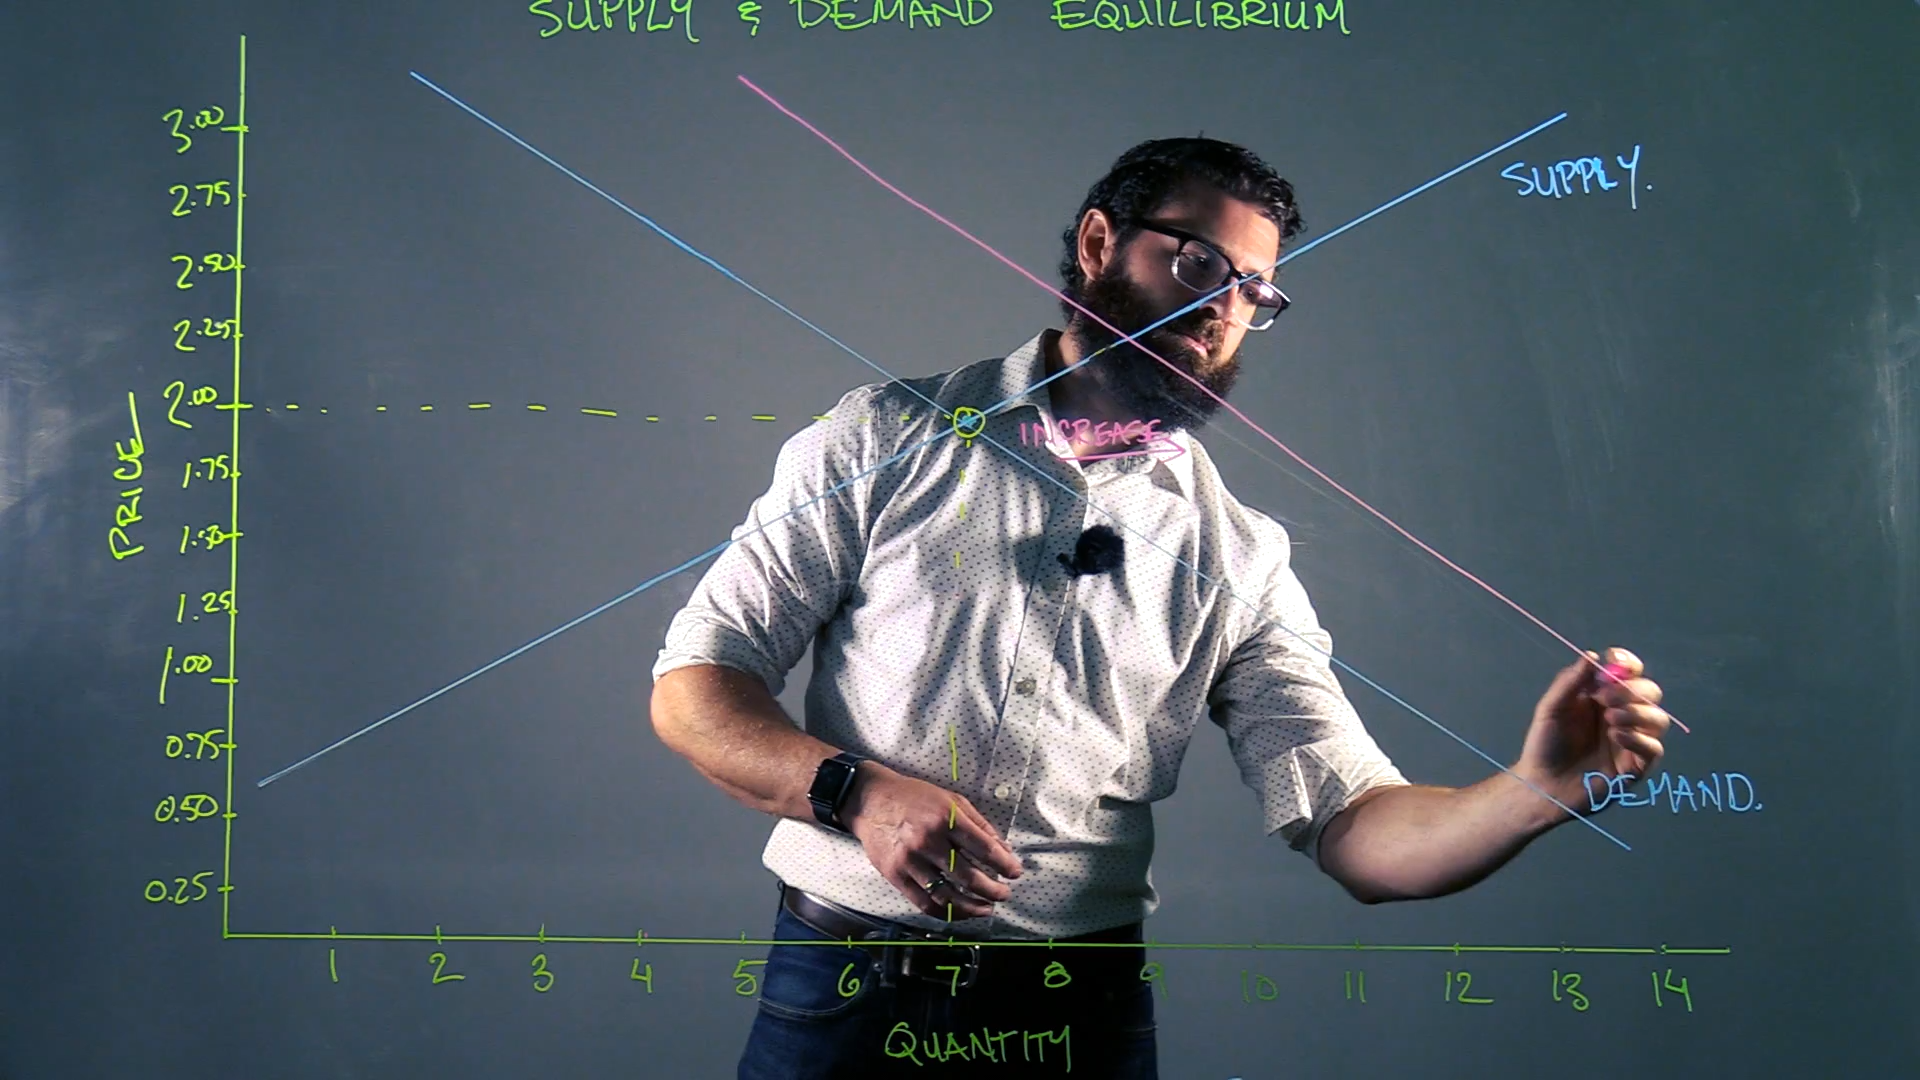 SUPPLY & DEMAND EQUILIBRIUM
3.00
2.75
2.50
2.25
2.00
1.75
1.50
1.25
1.00
0.75
0.50
0.25
PRICE
SUPPLY.
INCREASE
DEMAND.
1 2 3 4 5 6 7 8 9 10 11 12 13 14
QUANTITY